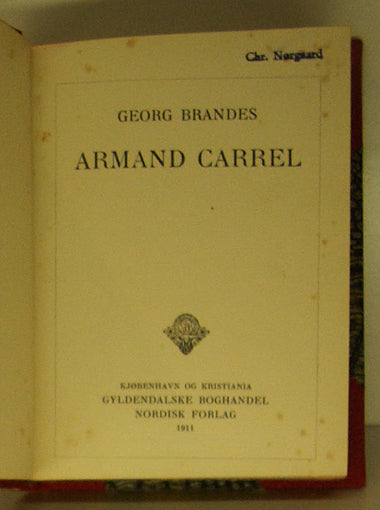 Chr. Nørgaard
GEORG BRANDES
ARMAND CARREL
KJØBENHAVN OG KRISTIANIA
GYLDENDALSKE BOGHANDEL
NORDISK FORLAG
1911